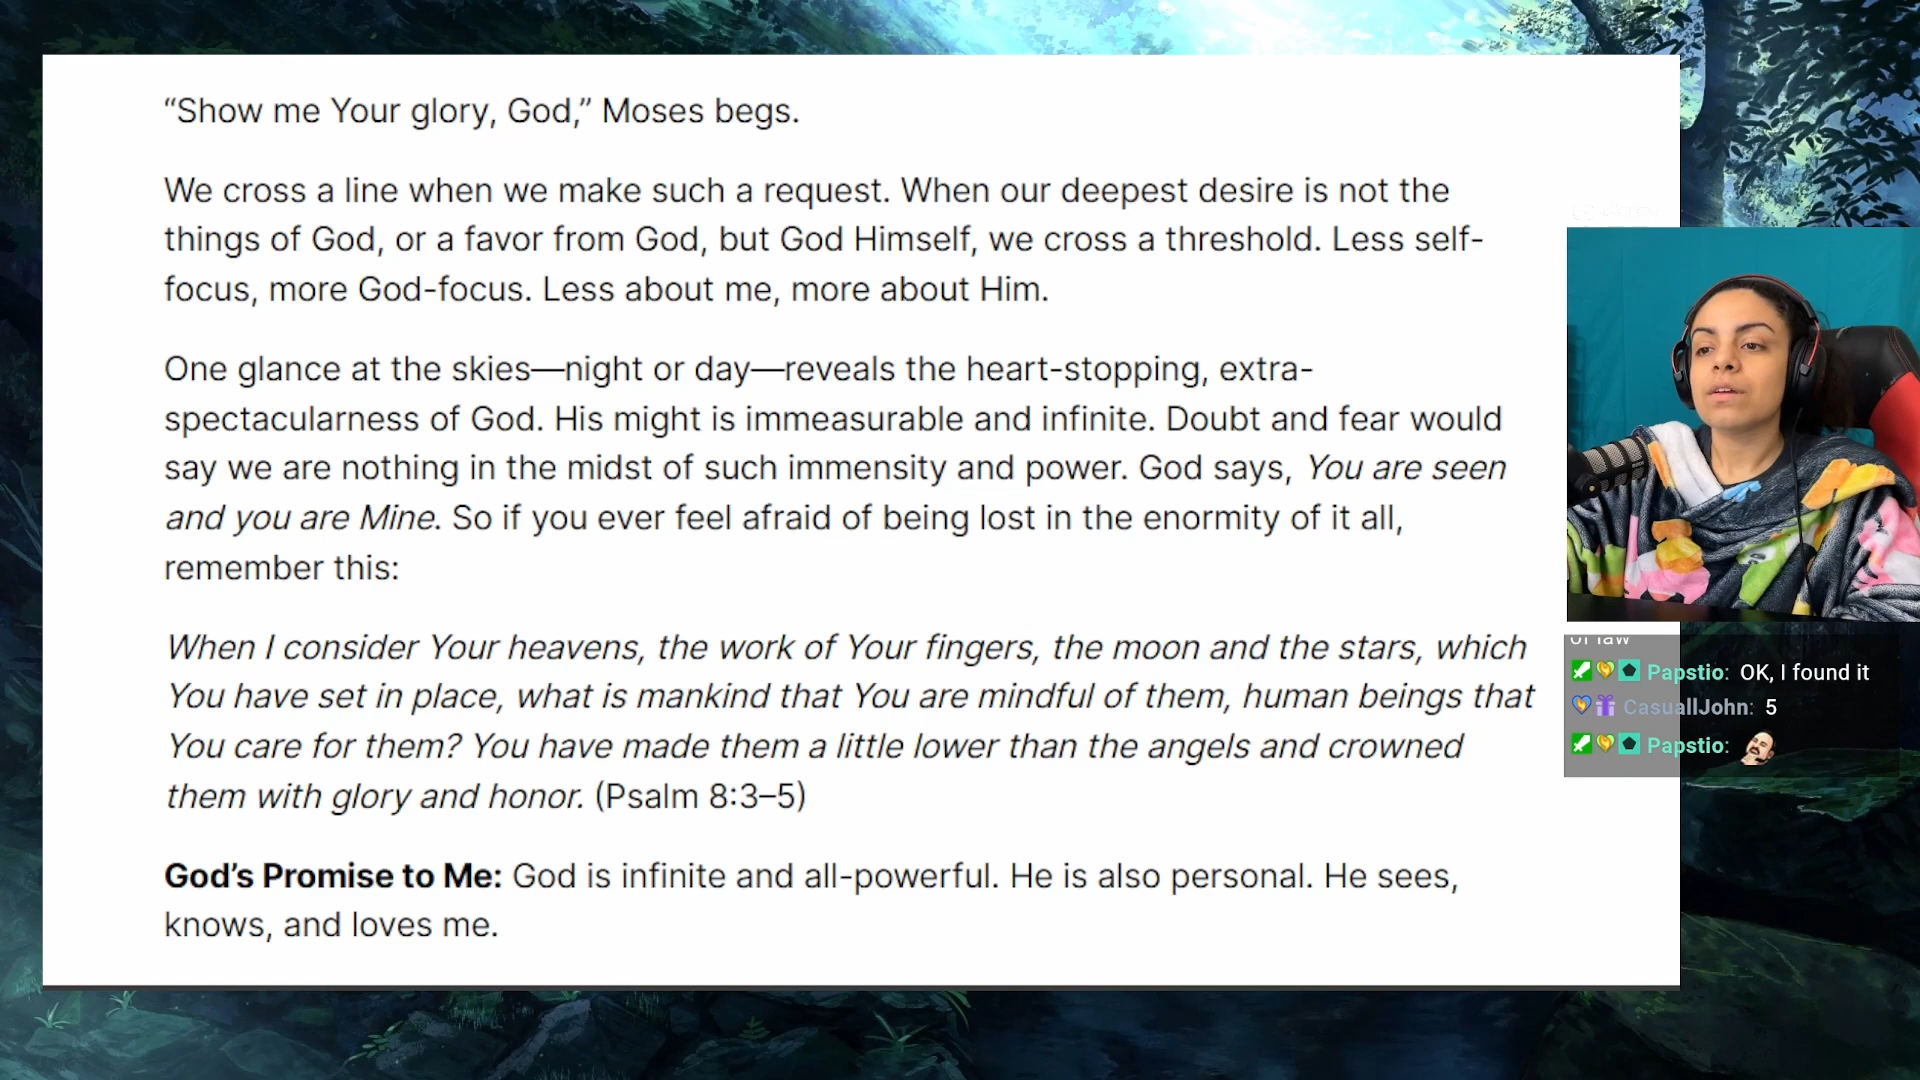 “Show me Your glory, God,” Moses begs.
We cross a line when we make such a request. When our deepest desire is not the
things of God, or a favor from God, but God Himself, we cross a threshold. Less self-
focus, more God-focus. Less about me, more about Him.
One glance at the skies—night or day—reveals the heart-stopping, extra-
spectacularness of God. His might is immeasurable and infinite. Doubt and fear would
say we are nothing in the midst of such immensity and power. God says, You are seen
and you are Mine. So if you ever feel afraid of being lost in the enormity of it all,
remember this:
When I consider Your heavens, the work of Your fingers, the moon and the stars, which
You have set in place, what is mankind that You are mindful of them, human beings that
You care for them? You have made them a little lower than the angels and crowned
them with glory and honor. (Psalm 8:3–5)
God’s Promise to Me: God is infinite and all-powerful. He is also personal. He sees,
knows, and loves me.
of law
Papstio: OK, I found it
CasuallJohn: 5
Papstio: